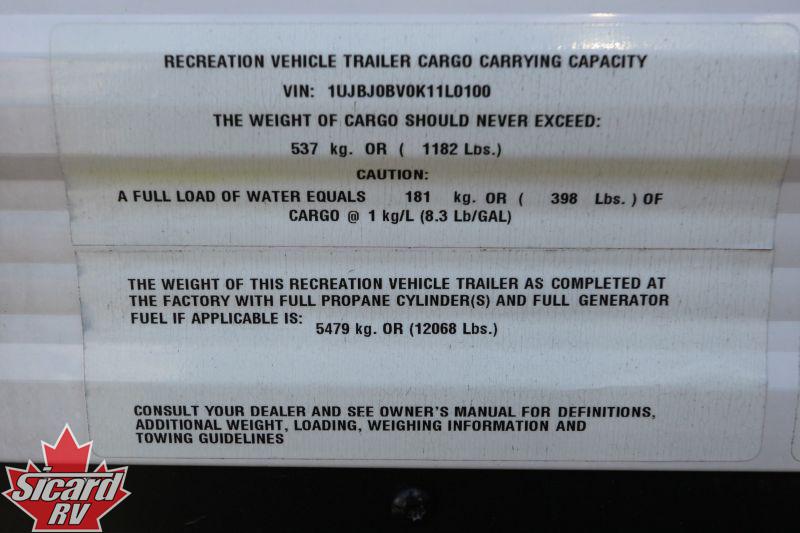 RECREATION VEHICLE TRAILER CARGO CARRYING CAPACITY
VIN: 1UJBJ0BV0K11L0100
THE WEIGHT OF CARGO SHOULD NEVER EXCEED:
537 kg. OR ( 1182 Lbs.)
CAUTION:
A FULL LOAD OF WATER EQUALS 181 kg. OR ( 398 Lbs. ) OF
CARGO @ 1 kg/L (8.3 Lb/GAL)
THE WEIGHT OF THIS RECREATION VEHICLE TRAILER AS COMPLETED AT
THE FACTORY WITH FULL PROPANE CYLINDER(S) AND FULL GENERATOR
FUEL IF APPLICABLE IS: 5479 kg. OR (12068 Lbs.)
CONSULT YOUR DEALER AND SEE OWNER'S MANUAL FOR DEFINITIONS,
ADDITIONAL WEIGHT, LOADING, WEIGHING INFORMATION AND
TOWING GUIDELINES
Sicard
RV